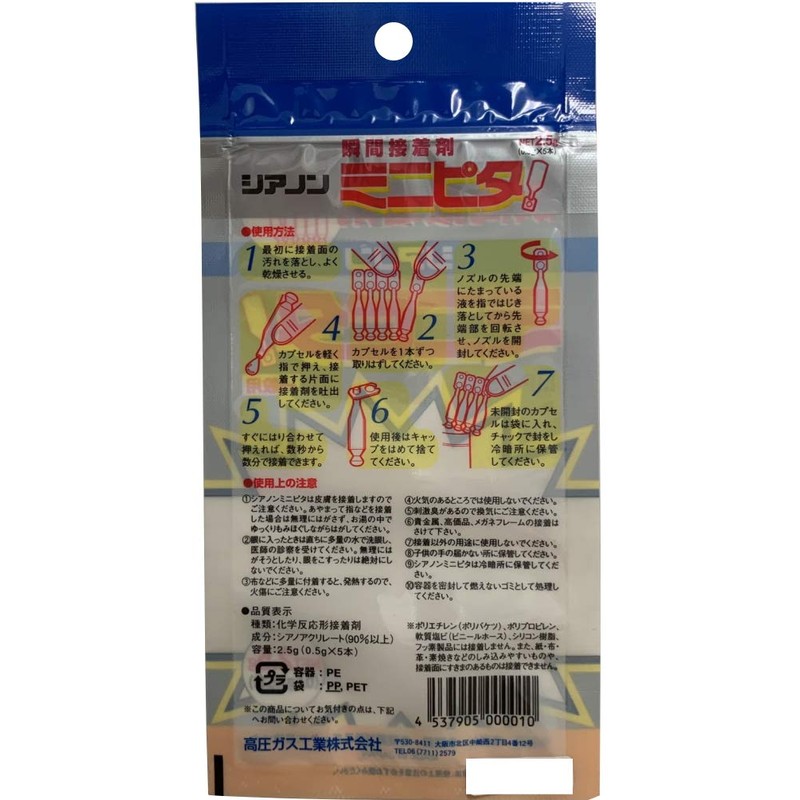 瞬間接着剤
NET2.5g
(0.5g×5本)
シアノン ミニピタ!
●使用方法
1 最初に接着面の
汚れを落とし、よく
乾燥させる。
2
カプセルを1本ずつ
取りはずしてください。
3
ノズルの先端
にたまっている
液を指ではじき
落としてから先
端部を回転さ
せ、ノズルを開
封してください。
4
カプセルを軽く
指で押え、接
着する片面に
接着剤を吐出
してください。
5
すぐにはり合わせて
押えれば、数秒から
数分で接着できます。
6
使用後はキャッ
プをはめて捨て
てください。
7
未開封のカプセ
ルは袋に入れ、
チャックで封をし
冷暗所に保管
してください。
●使用上の注意
①シアノンミニピタは皮膚を接着しますので
ご注意ください。あやまって指などを接着
した場合は無理にはがさず、お湯の中で
ゆっくりもみほぐしながらはがしてください。
②眼に入ったときは直ちに多量の水で洗眼し、
医師の診察を受けてください。無理には
がそうとしたり、眼をこすったりは絶対にし
ないでください。
③布などに多量に付着すると、発熱するので、
火傷にご注意ください。
④火気のあるところでは使用しないでください。
⑤刺激臭があるので換気にご注意ください。
⑥貴金属、高価品、メガネフレームの接着は
さけて下さい。
⑦接着以外の用途に使用しないでください。
⑧子供の手の届かない所に保管してください。
⑨シアノンミニピタは冷暗所に保管してくだ
さい。
⑩容器を密封して燃えないゴミとして処理し
てください。
●品質表示
種類:化学反応形接着剤
成分:シアノアクリレート(90%以上)
容量:2.5g(0.5g×5本)
プラ
容器:PE
袋:PP, PET
※ポリエチレン(ポリバケツ)、ポリプロピレン、
軟質塩ビ(ビニールホース)、シリコン樹脂、
フッ素製品には接着しません。また、紙・布・
革・素焼きなどのしみ込みやすいものや、
接着面にすきまのあるものは接着できません。
※この商品についてお気付きの点は、下記
へお問い合わせください。
4 537905 000010
高圧ガス工業株式会社
〒530-8411 大阪市北区中崎西2丁目4番12号
TEL06(7711)2579